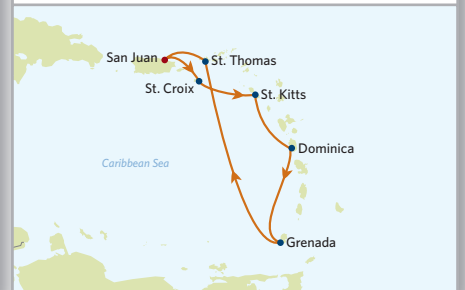 San Juan
St. Thomas
St. Croix
St. Kitts
Dominica
Caribbean Sea
Grenada